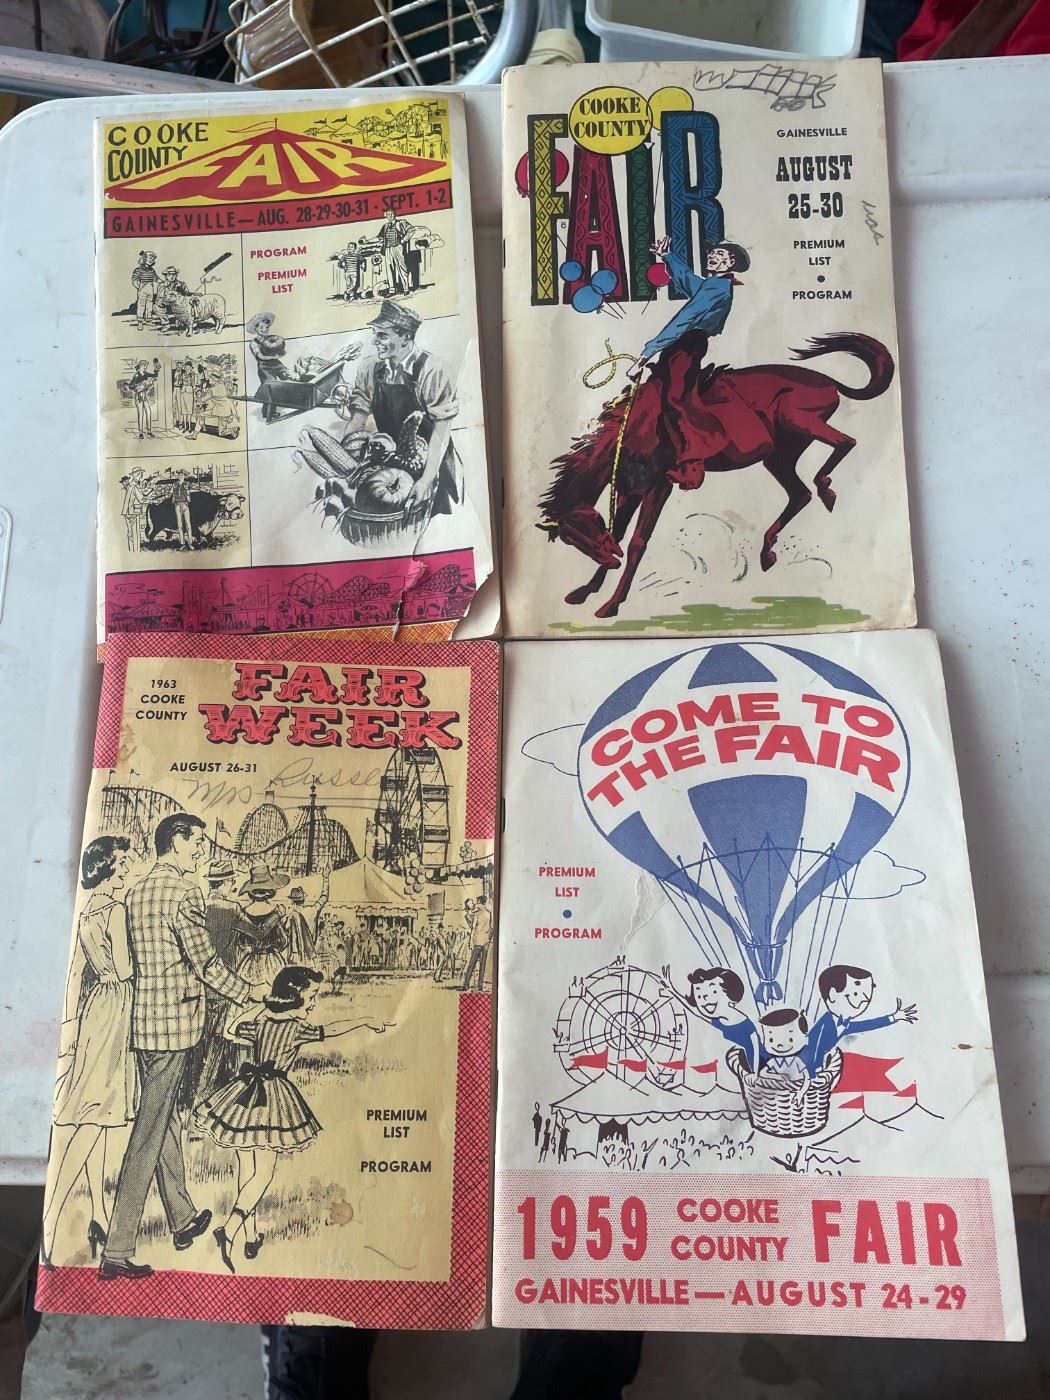 COOKE
COUNTY
FAIR
GAINESVILLE—AUG. 28-29-30-31 - SEPT. 1-2
PROGRAM
PREMIUM
LIST
COOKE
COUNTY
FAIR
GAINESVILLE
AUGUST
25-30
PREMIUM
LIST
•
PROGRAM
1963
COOKE
COUNTY
FAIR
WEEK
AUGUST 26-31
Mrs Russe
PREMIUM
LIST
PROGRAM
COME TO
THE FAIR
PREMIUM
LIST
•
PROGRAM
1959 COOKE COUNTY FAIR
GAINESVILLE—AUGUST 24-29